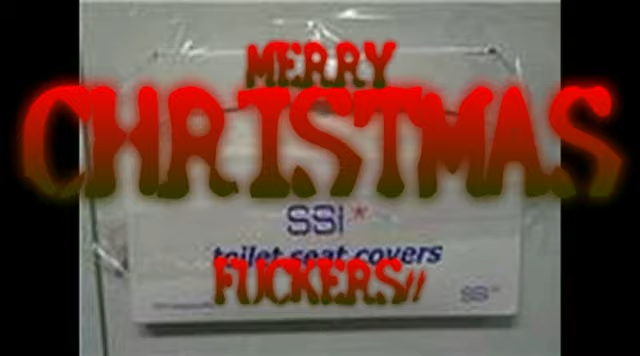 MERRY
CHRISTMAS
SSI*
toilet seat covers
FUCKERS!!
SSI